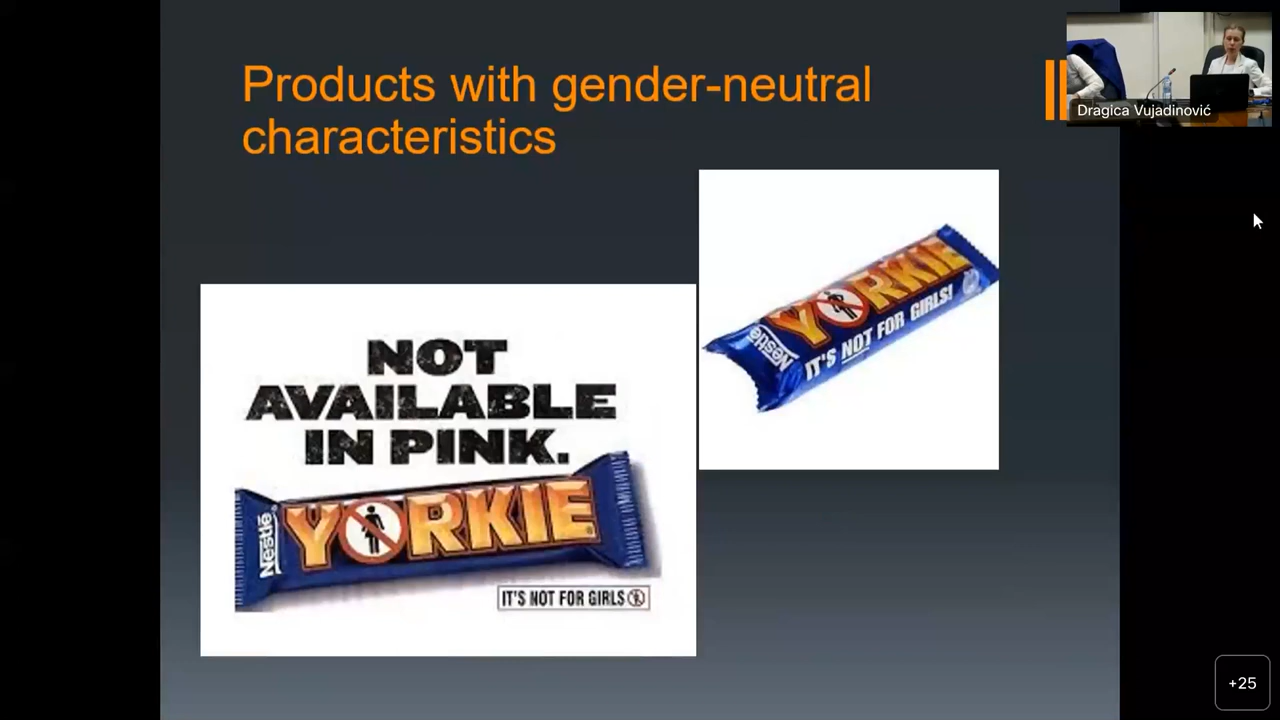 Products with gender-neutral
characteristics
Dragica Vujadinović
YORKIE
Nestlé
IT'S NOT FOR GIRLS!
NOT
AVAILABLE
IN PINK.
Nestlé
YORKIE
IT'S NOT FOR GIRLS
+25